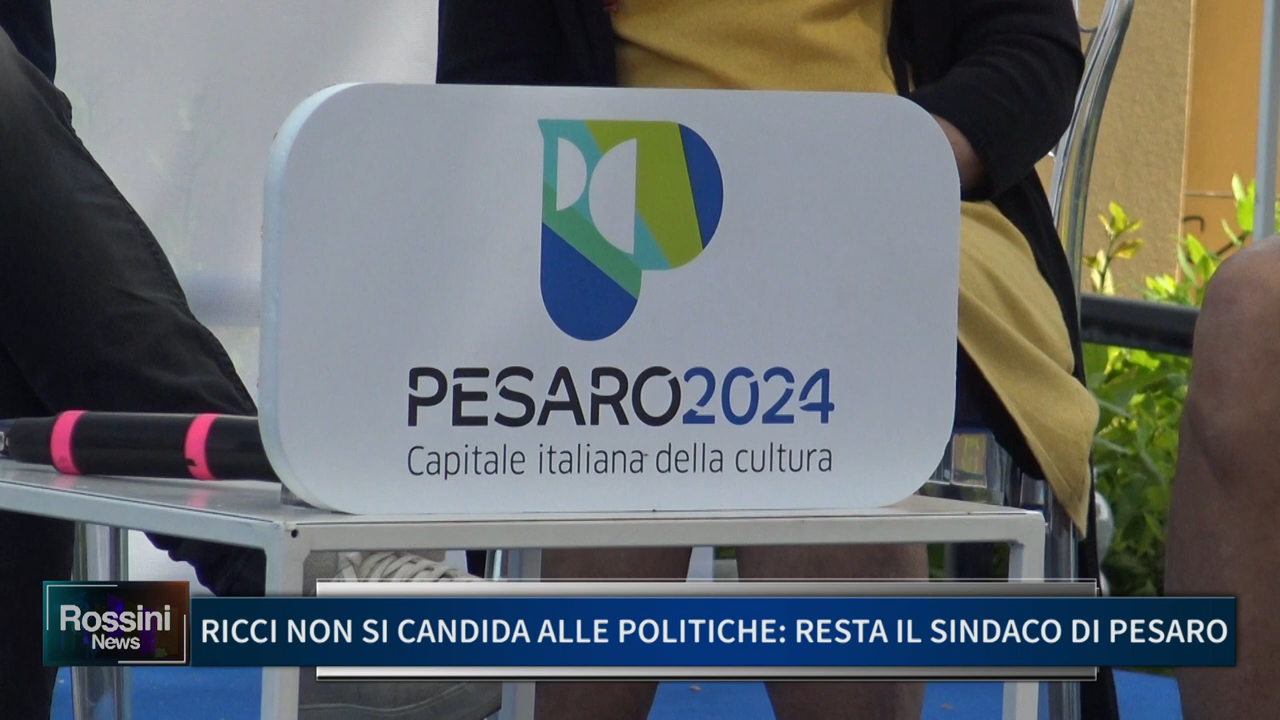 PESARO2024
Capitale italiana della cultura
Rossini
News
RICCI NON SI CANDIDA ALLE POLITICHE: RESTA IL SINDACO DI PESARO